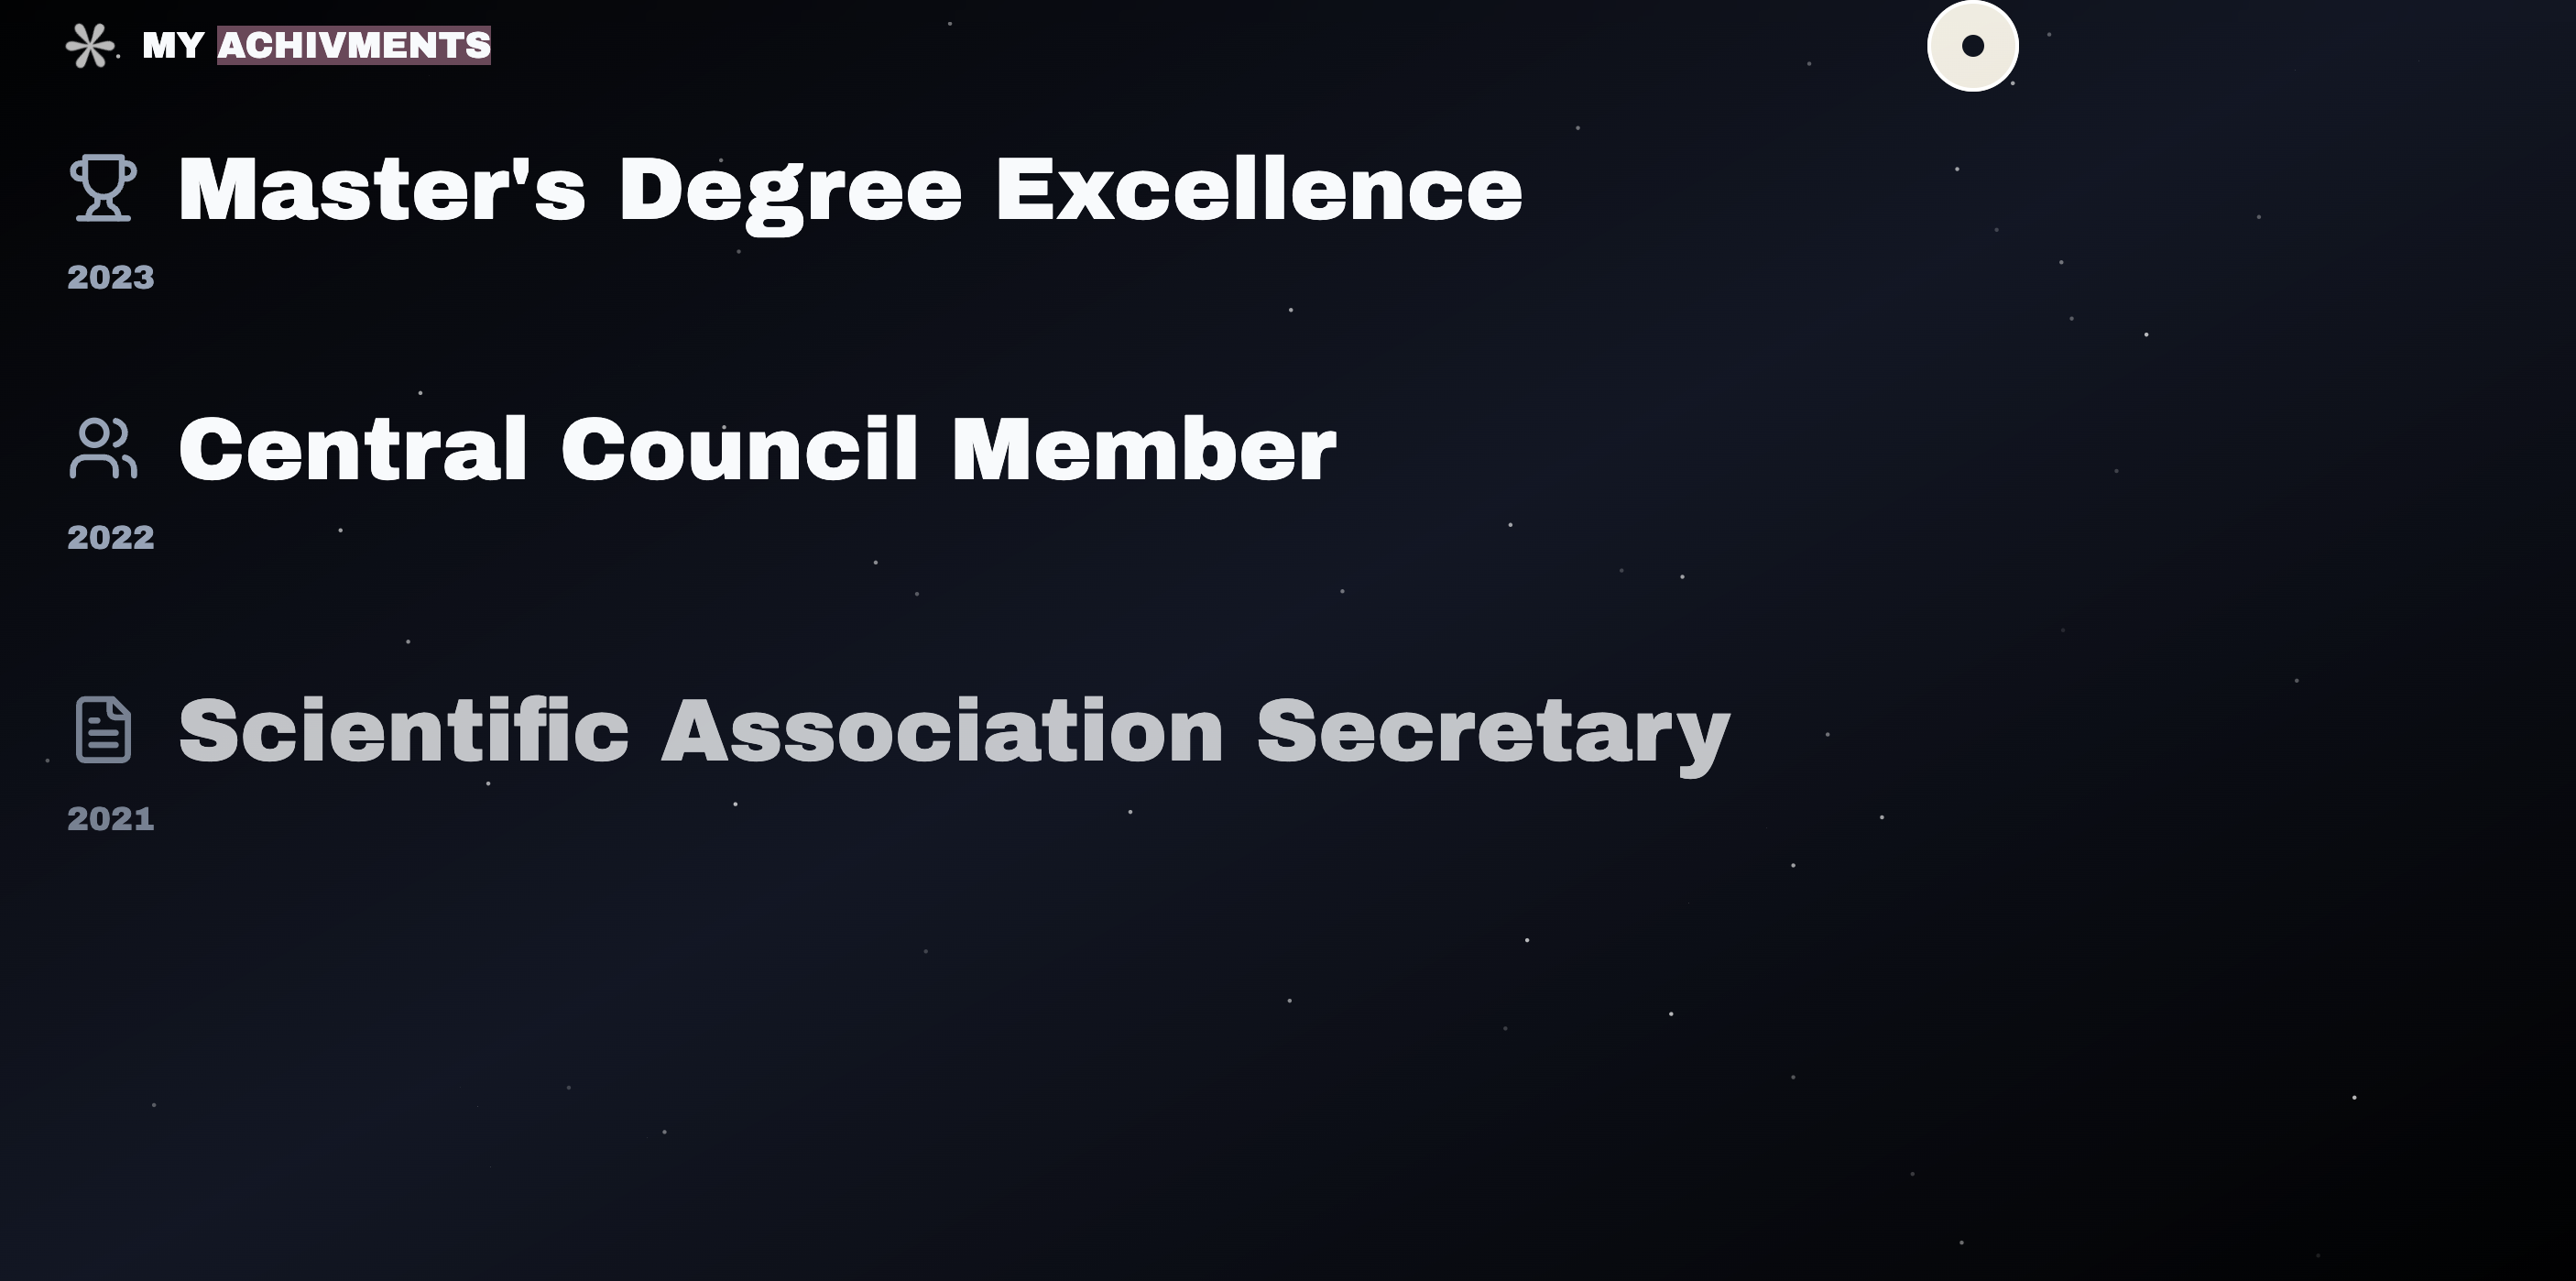 MY ACHIVMENTS
Master's Degree Excellence
2023
Central Council Member
2022
Scientific Association Secretary
2021